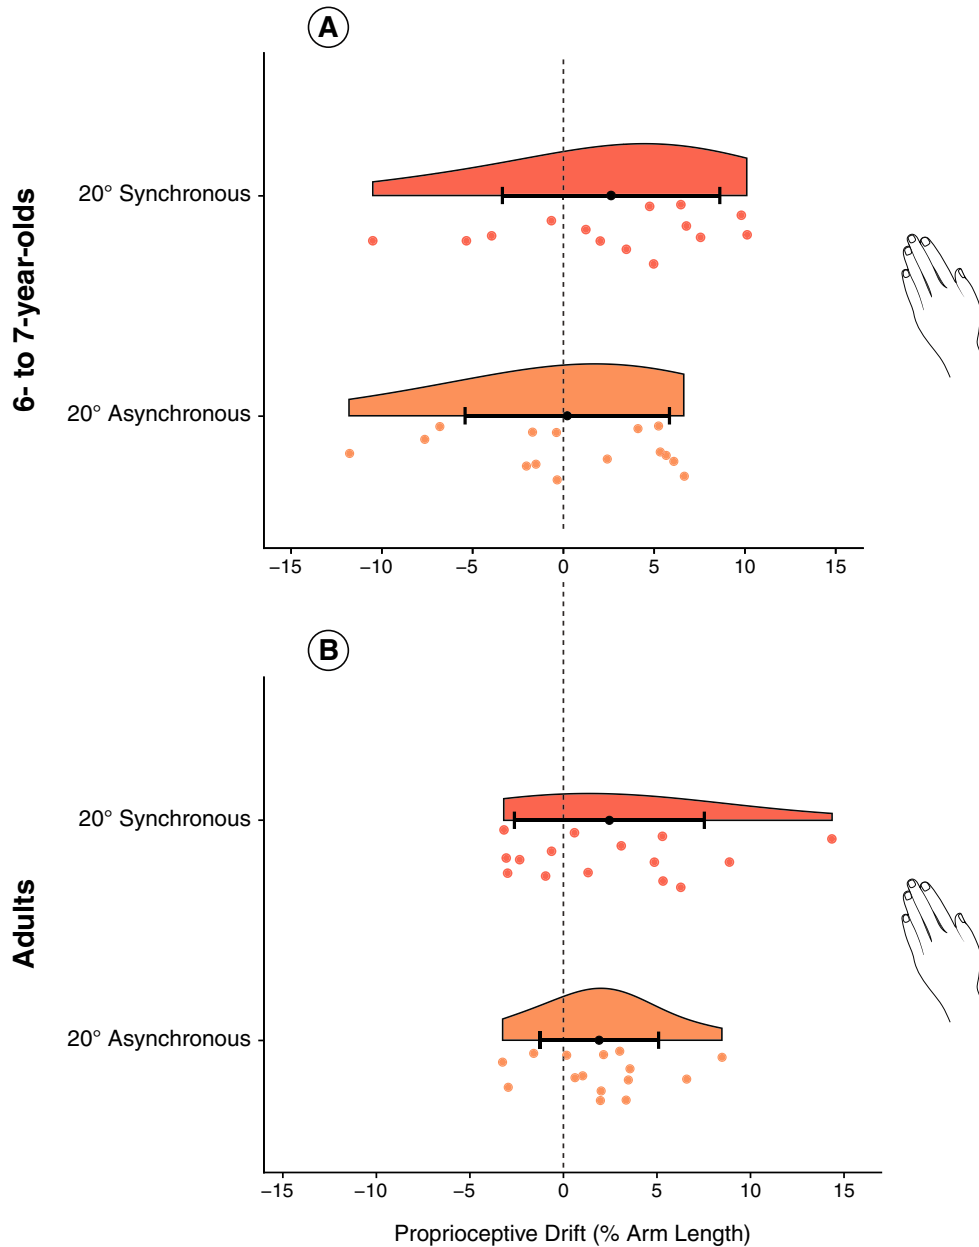 A
6- to 7-year-olds
20° Synchronous
20° Asynchronous
−15 −10 −5 0 5 10 15
B
Adults
20° Synchronous
20° Asynchronous
−15 −10 −5 0 5 10 15
Proprioceptive Drift (% Arm Length)